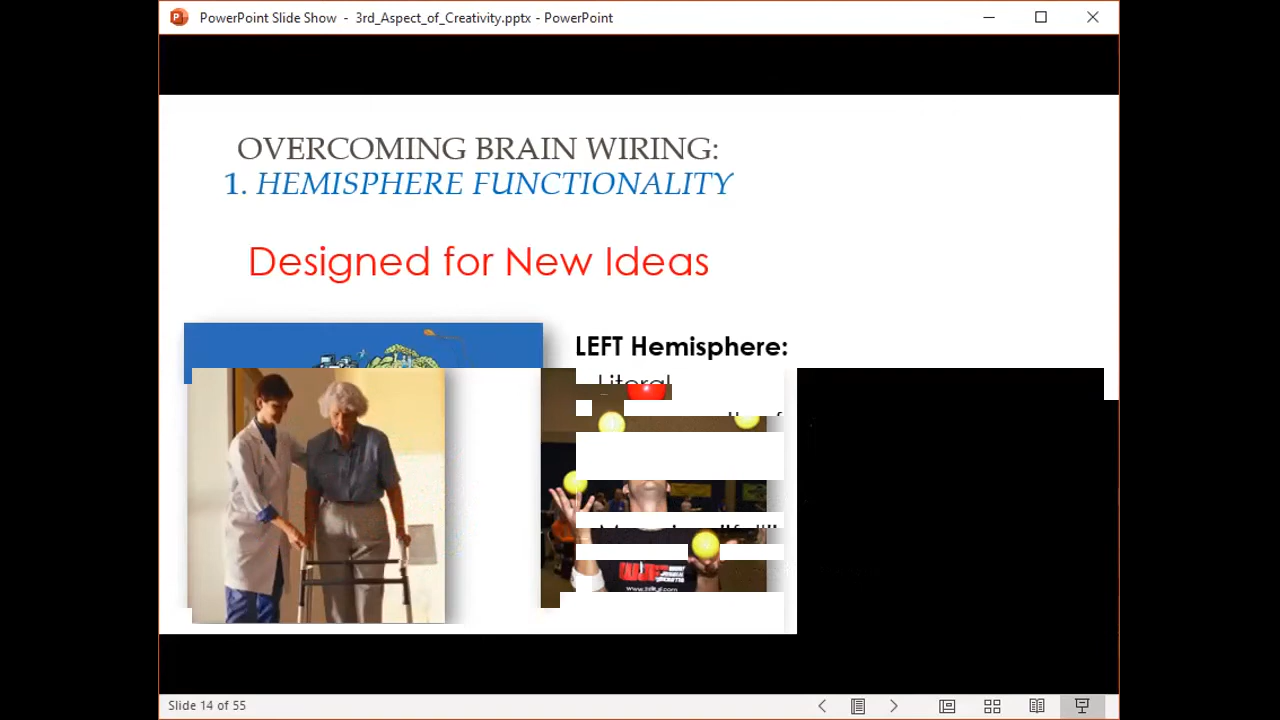 PowerPoint Slide Show - 3rd_Aspect_of_Creativity.pptx - PowerPoint
OVERCOMING BRAIN WIRING:
1. HEMISPHERE FUNCTIONALITY
Designed for New Ideas
LEFT Hemisphere:
Literal
Slide 14 of 55